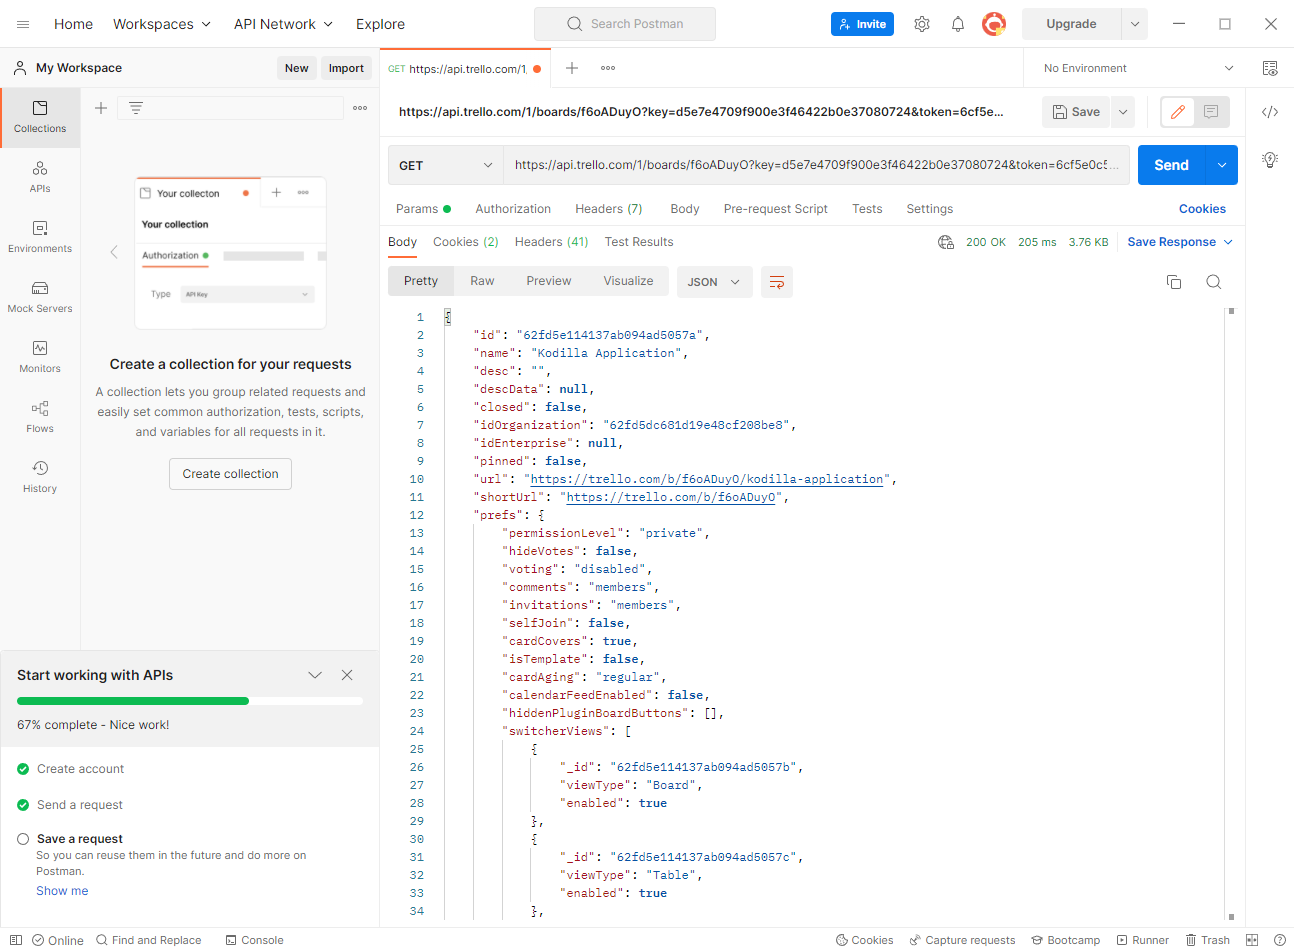 Home
Workspaces
API Network
Explore
Search Postman
Invite
Upgrade
My Workspace
New
Import
GET https://api.trello.com/1
No Environment
Collections
APIs
Environments
Mock Servers
Monitors
Flows
History
Your collecton
Your collection
Authorization
Type
API Key
Create a collection for your requests
A collection lets you group related requests and
easily set common authorization, tests, scripts,
and variables for all requests in it.
Create collection
Start working with APIs
67% complete - Nice work!
Create account
Send a request
Save a request
So you can reuse them in the future and do more on
Postman.
Show me
https://api.trello.com/1/boards/f6oADuyO?key=d5e7e4709f900e3f46422b0e37080724&token=6cf5e...
Save
GET
https://api.trello.com/1/boards/f6oADuyO?key=d5e7e4709f900e3f46422b0e37080724&token=6cf5e0c5...
Send
Params
Authorization
Headers (7)
Body
Pre-request Script
Tests
Settings
Cookies
Body
Cookies (2)
Headers (41)
Test Results
200 OK
205 ms
3.76 KB
Save Response
Pretty
Raw
Preview
Visualize
JSON
1 {
2 "id": "62fd5e114137ab094ad5057a",
3 "name": "Kodilla Application",
4 "desc": "",
5 "descData": null,
6 "closed": false,
7 "idOrganization": "62fd5dc681d19e48cf208be8",
8 "idEnterprise": null,
9 "pinned": false,
10 "url": "https://trello.com/b/f6oADuyO/kodilla-application",
11 "shortUrl": "https://trello.com/b/f6oADuyO",
12 "prefs": {
13 "permissionLevel": "private",
14 "hideVotes": false,
15 "voting": "disabled",
16 "comments": "members",
17 "invitations": "members",
18 "selfJoin": false,
19 "cardCovers": true,
20 "isTemplate": false,
21 "cardAging": "regular",
22 "calendarFeedEnabled": false,
23 "hiddenPluginBoardButtons": [],
24 "switcherViews": [
25 {
26 "_id": "62fd5e114137ab094ad5057b",
27 "viewType": "Board",
28 "enabled": true
29 },
30 {
31 "_id": "62fd5e114137ab094ad5057c",
32 "viewType": "Table",
33 "enabled": true
34 },
Online
Find and Replace
Console
Cookies
Capture requests
Bootcamp
Runner
Trash